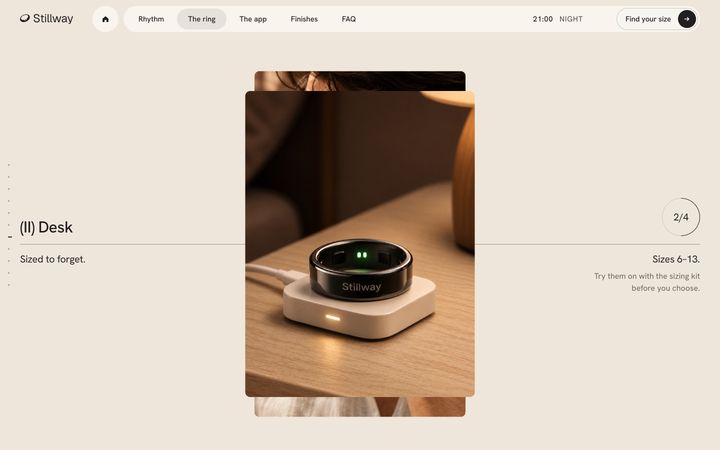 Stillway
Rhythm
The ring
The app
Finishes
FAQ
21:00 NIGHT
Find your size
(II) Desk
2/4
Sized to forget.
Stillway
Sizes 6–13.
Try them on with the sizing kit
before you choose.